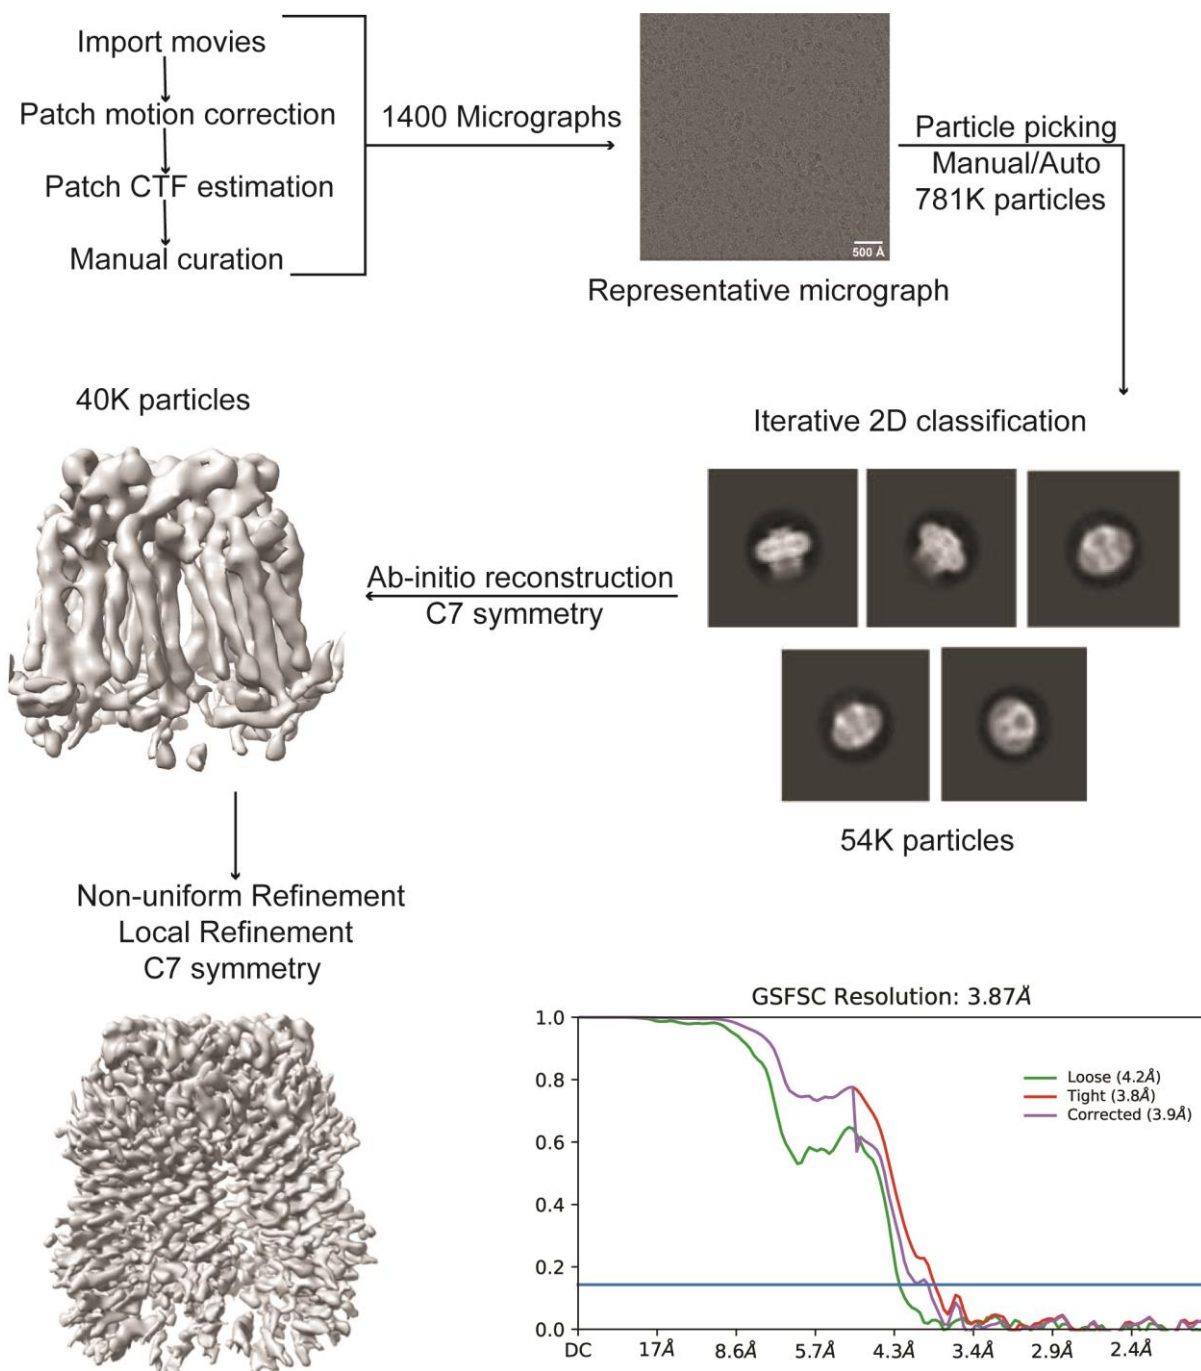 Import movies
Patch motion correction
Patch CTF estimation
Manual curation
1400 Micrographs
500 Å
Representative micrograph
Particle picking
Manual/Auto
781K particles
Iterative 2D classification
54K particles
Ab-initio reconstruction
C7 symmetry
40K particles
Non-uniform Refinement
Local Refinement
C7 symmetry
GSFSC Resolution: 3.87Å
Loose (4.2Å)
Tight (3.8Å)
Corrected (3.9Å)
1.0
0.8
0.6
0.4
0.2
0.0
DC 17Å 8.6Å 5.7Å 4.3Å 3.44Å 2.9Å 2.4Å